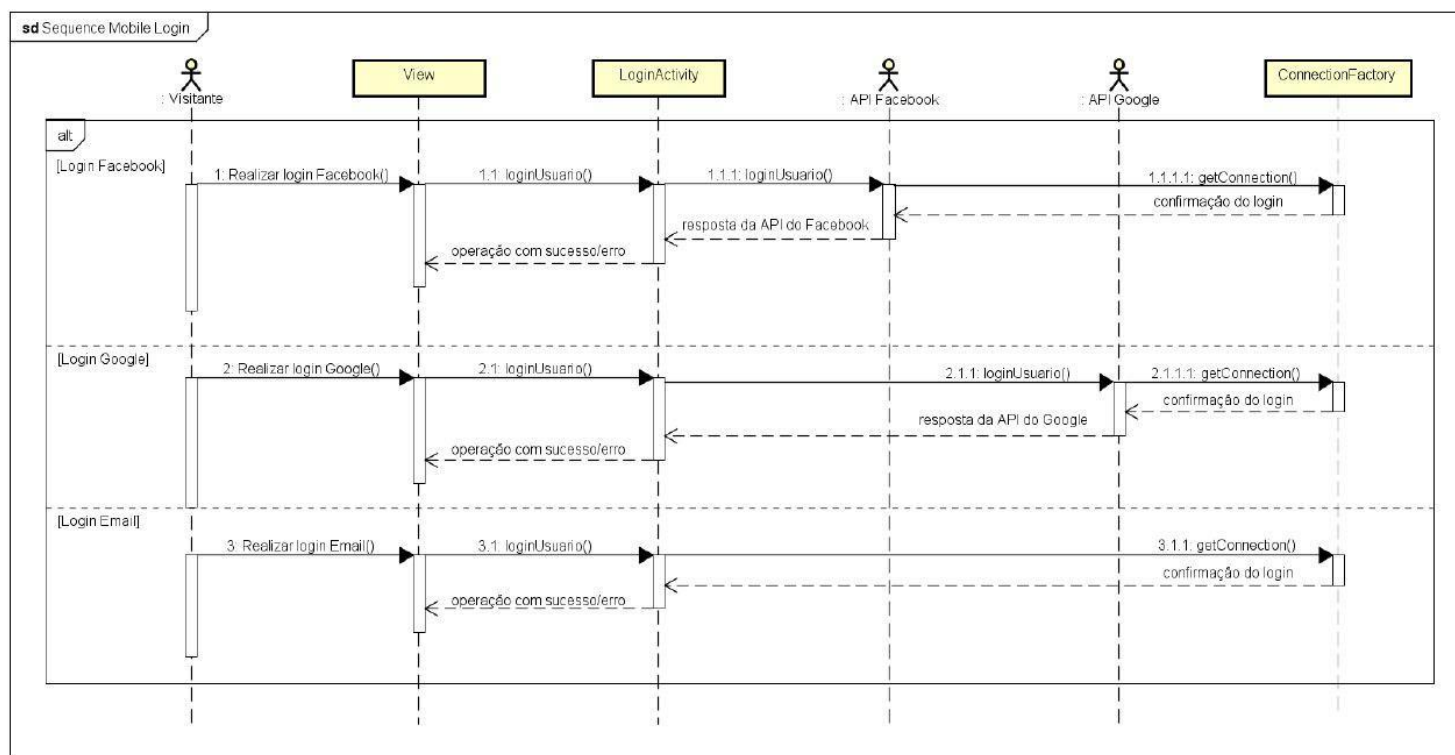 sd Sequence Mobile Login
: Visitante
View
LoginActivity
: API Facebook
: API Google
ConnectionFactory
alt
[Login Facebook]
1: Realizar login Facebook()
1.1: loginUsuario()
1.1.1: loginUsuario()
1.1.1.1: getConnection()
confirmação do login
resposta da API do Facebook
operação com sucesso/erro
[Login Google]
2: Realizar login Google()
2.1: loginUsuario()
2.1.1: loginUsuario()
2.1.1.1: getConnection()
confirmação do login
resposta da API do Google
operação com sucesso/erro
[Login Email]
3: Realizar login Email()
3.1: loginUsuario()
3.1.1: getConnection()
confirmação do login
operação com sucesso/erro